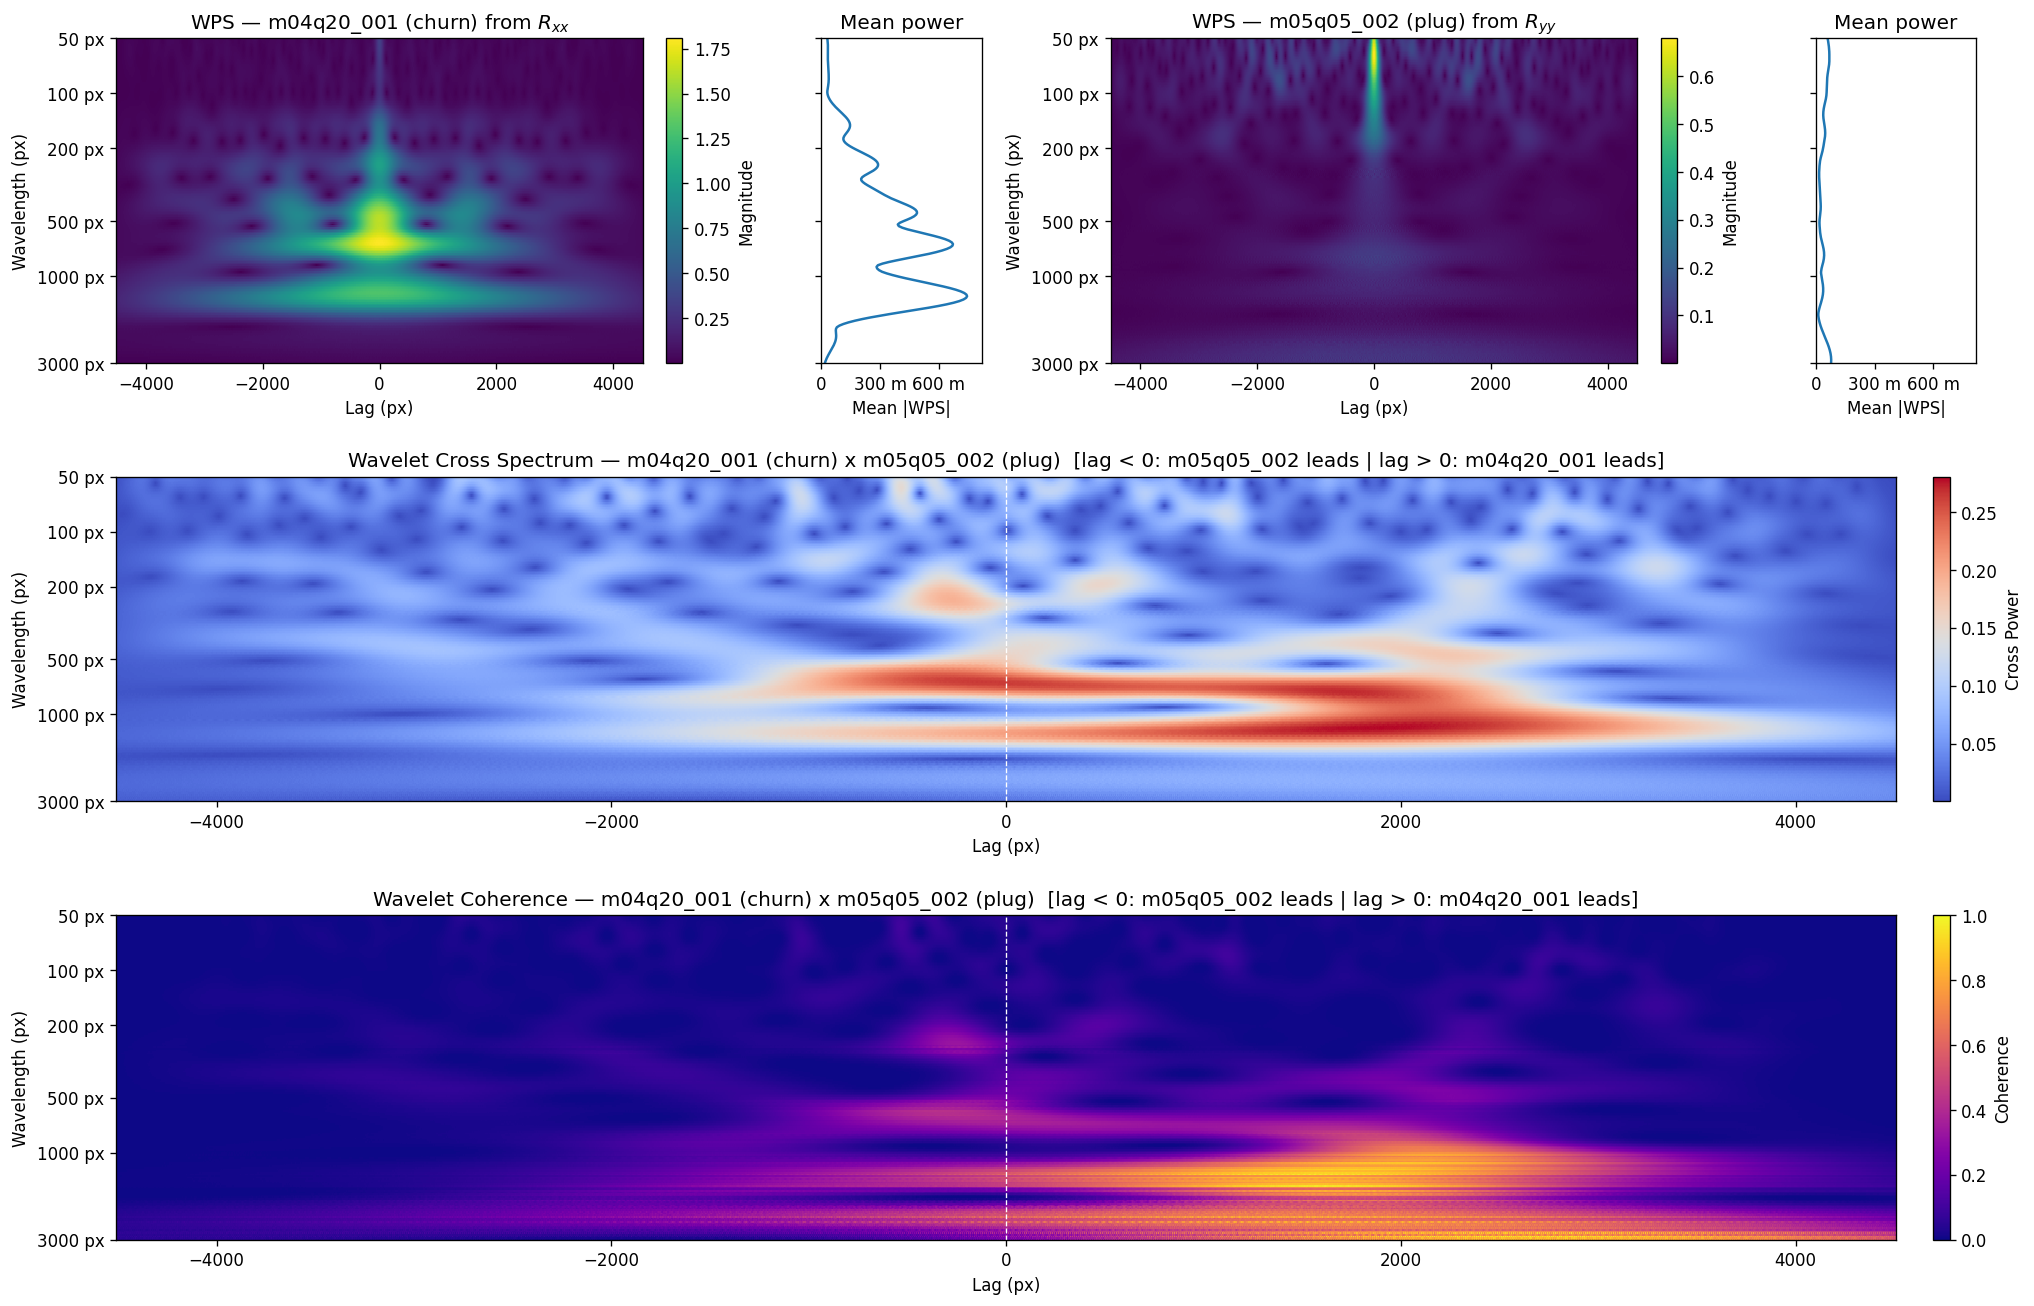 WPS — m04q20_001 (churn) from Rxx
Mean power
WPS — m05q05_002 (plug) from Ryy
Mean power
50 px
100 px
200 px
500 px
1000 px
3000 px
Wavelength (px)
−4000 −2000 0 2000 4000
Lag (px)
1.75
1.50
1.25
1.00
0.75
0.50
0.25
Magnitude
0 300 m 600 m
Mean |WPS|
50 px
100 px
200 px
500 px
1000 px
3000 px
Wavelength (px)
−4000 −2000 0 2000 4000
Lag (px)
0.6
0.5
0.4
0.3
0.2
0.1
Magnitude
0 300 m 600 m
Mean |WPS|
Wavelet Cross Spectrum — m04q20_001 (churn) x m05q05_002 (plug) [lag < 0: m05q05_002 leads | lag > 0: m04q20_001 leads]
50 px
100 px
200 px
500 px
1000 px
3000 px
Wavelength (px)
−4000 −2000 0 2000 4000
Lag (px)
0.25
0.20
0.15
0.10
0.05
Cross Power
Wavelet Coherence — m04q20_001 (churn) x m05q05_002 (plug) [lag < 0: m05q05_002 leads | lag > 0: m04q20_001 leads]
50 px
100 px
200 px
500 px
1000 px
3000 px
Wavelength (px)
−4000 −2000 0 2000 4000
Lag (px)
1.0
0.8
0.6
0.4
0.2
0.0
Coherence